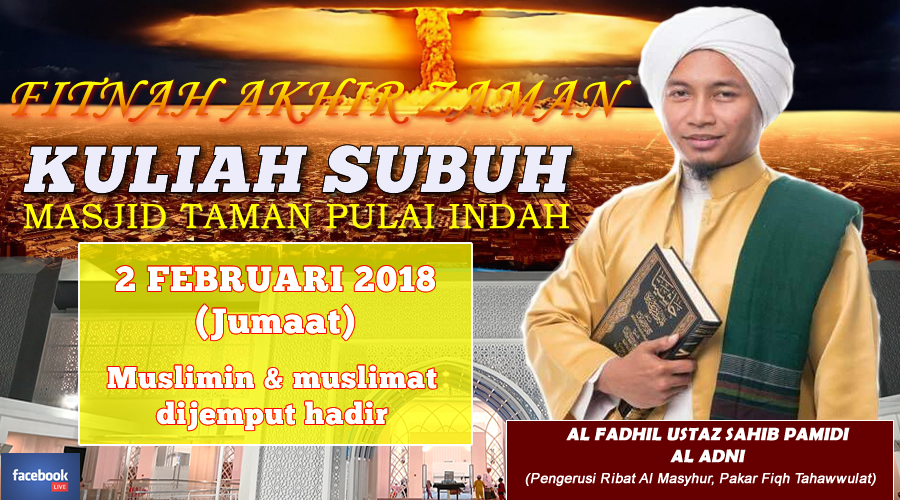 FITNAH AKHIR ZAMAN
KULIAH SUBUH
MASJID TAMAN PULAI INDAH
2 FEBRUARI 2018
(Jumaat)
Muslimin & muslimat
dijemput hadir
AL FADHIL USTAZ SAHIB PAMIDI
AL ADNI
(Pengerusi Ribat Al Masyhur, Pakar Fiqh Tahawwulat)
facebook
LIVE